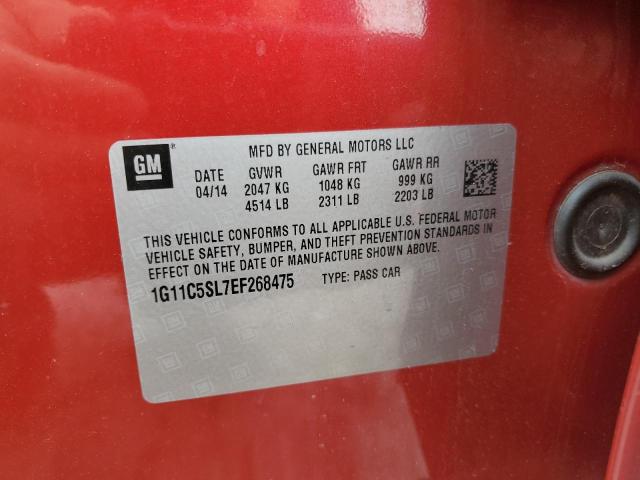 GM ®
MFD BY GENERAL MOTORS LLC
DATE GVWR GAWR FRT GAWR RR
04/14 2047 KG 1048 KG 999 KG
4514 LB 2311 LB 2203 LB
THIS VEHICLE CONFORMS TO ALL APPLICABLE U.S. FEDERAL MOTOR
VEHICLE SAFETY, BUMPER, AND THEFT PREVENTION STANDARDS IN
EFFECT ON THE DATE OF MANUFACTURE SHOWN ABOVE.
1G11C5SL7EF268475 TYPE: PASS CAR